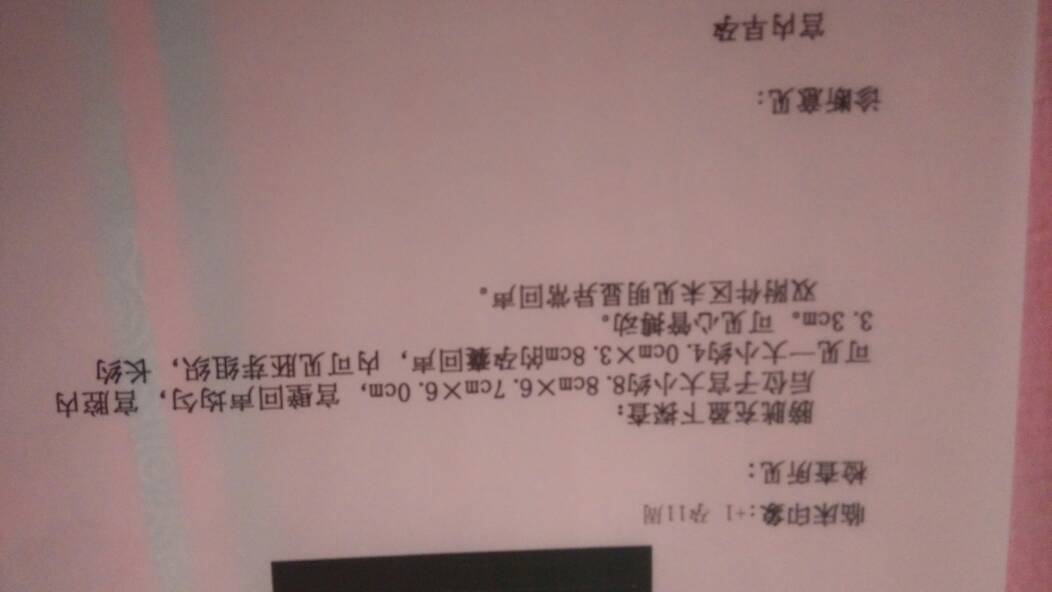 临床印象:+1 孕11周
检查所见:
膀胱充盈下探查:
后位子宫大小约8.8cm×6.7cm×6.0cm, 宫壁回声均匀, 宫腔内
可见一大小约4.0cm×3.8cm的孕囊回声, 内可见胚芽组织, 长约
3.3cm。可见心管搏动。
双附件区未见明显异常回声。
诊断意见:
宫内早孕